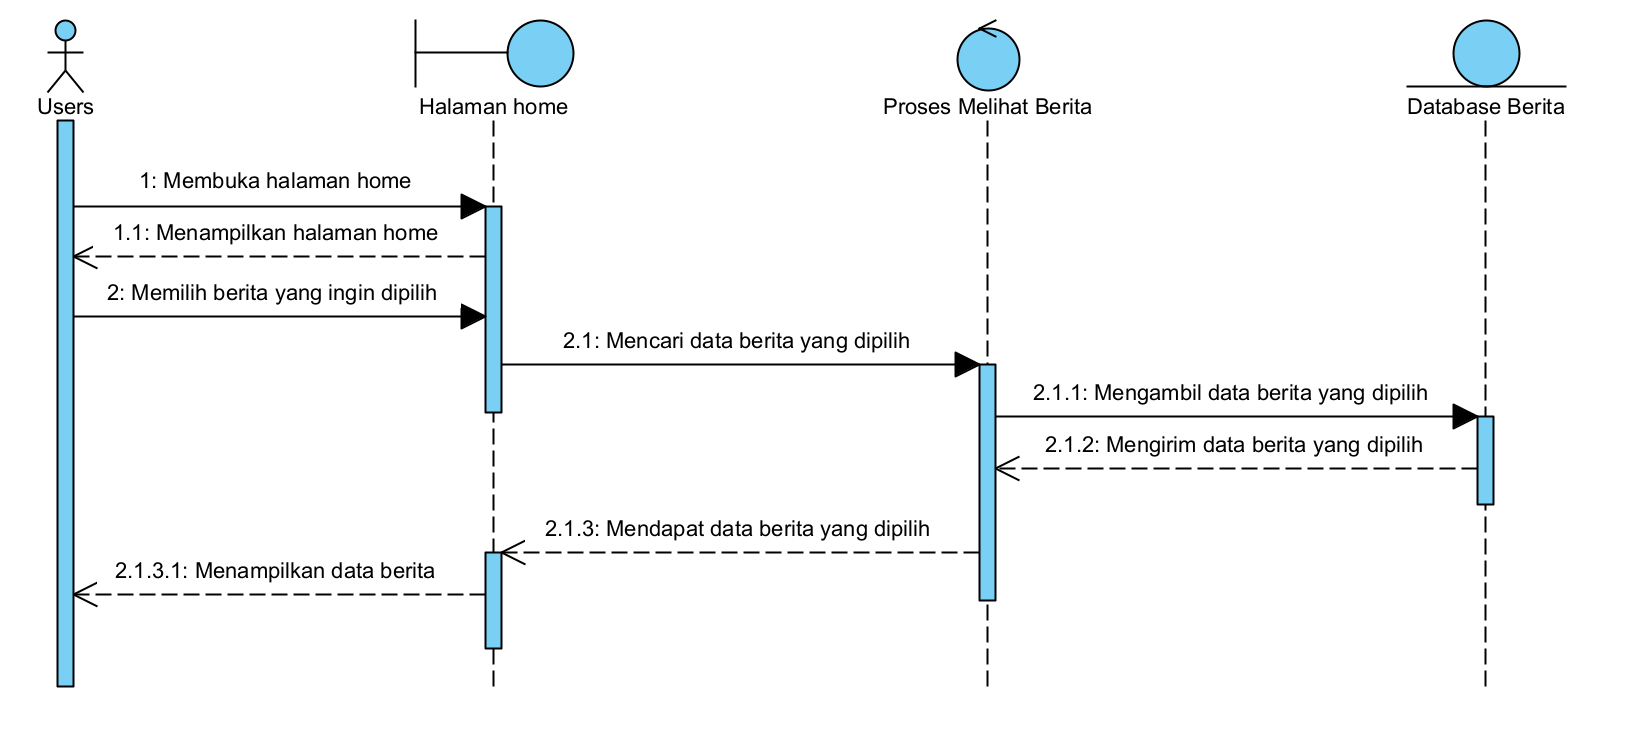 Users
Halaman home
Proses Melihat Berita
Database Berita
1: Membuka halaman home
1.1: Menampilkan halaman home
2: Memilih berita yang ingin dipilih
2.1: Mencari data berita yang dipilih
2.1.1: Mengambil data berita yang dipilih
2.1.2: Mengirim data berita yang dipilih
2.1.3: Mendapat data berita yang dipilih
2.1.3.1: Menampilkan data berita